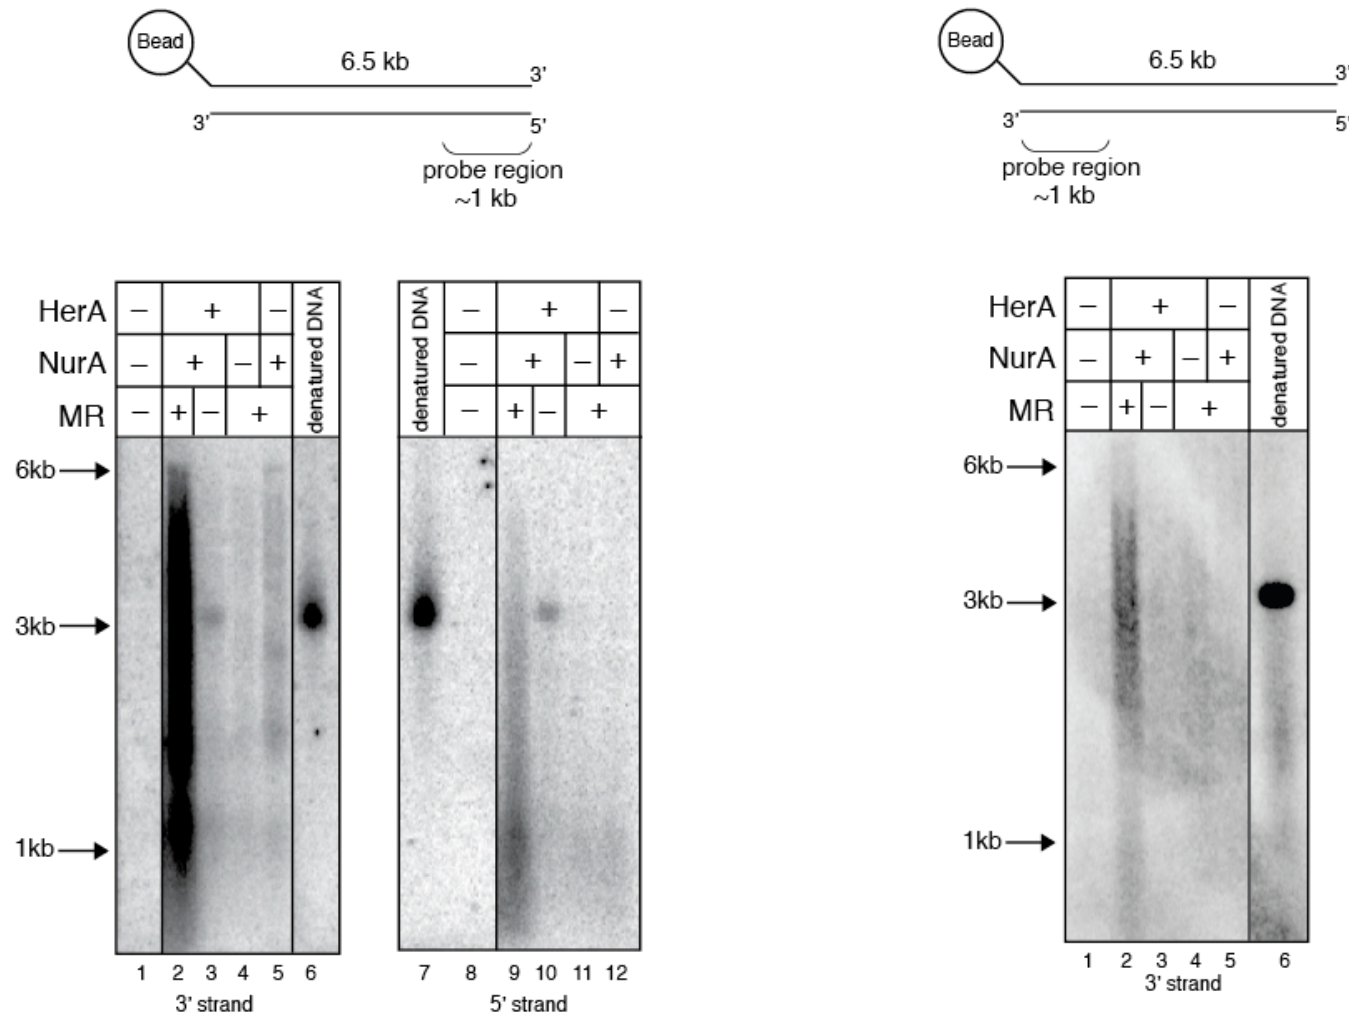 Bead
6.5 kb
3'
3'
5'
probe region
~1 kb
Bead
6.5 kb
3'
3'
5'
probe region
~1 kb
HerA – + – denatured DNA
NurA – + – +
MR – + – +
6kb
3kb
1kb
1 2 3 4 5 6
3' strand
denatured DNA – + –
– + – +
– + – +
7 8 9 10 11 12
5' strand
HerA – + – denatured DNA
NurA – + – +
MR – + – +
6kb
3kb
1kb
1 2 3 4 5 6
3' strand